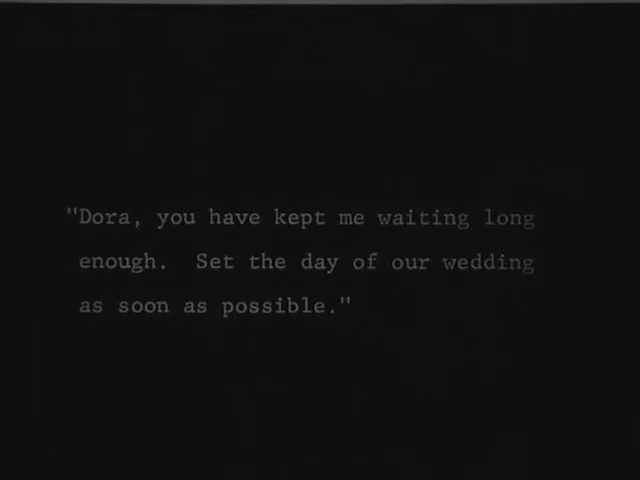 "Dora, you have kept me waiting long
enough.  Set the day of our wedding
as soon as possible."